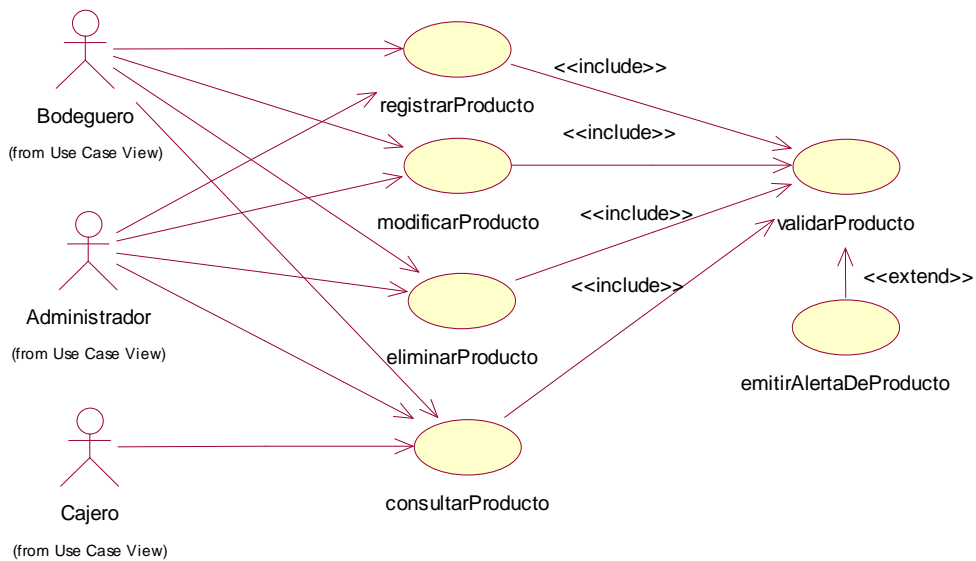 Bodeguero
(from Use Case View)
Administrador
(from Use Case View)
Cajero
(from Use Case View)
registrarProducto
modificarProducto
eliminarProducto
consultarProducto
<<include>>
<<include>>
<<include>>
<<include>>
validarProducto
<<extend>>
emitirAlertaDeProducto